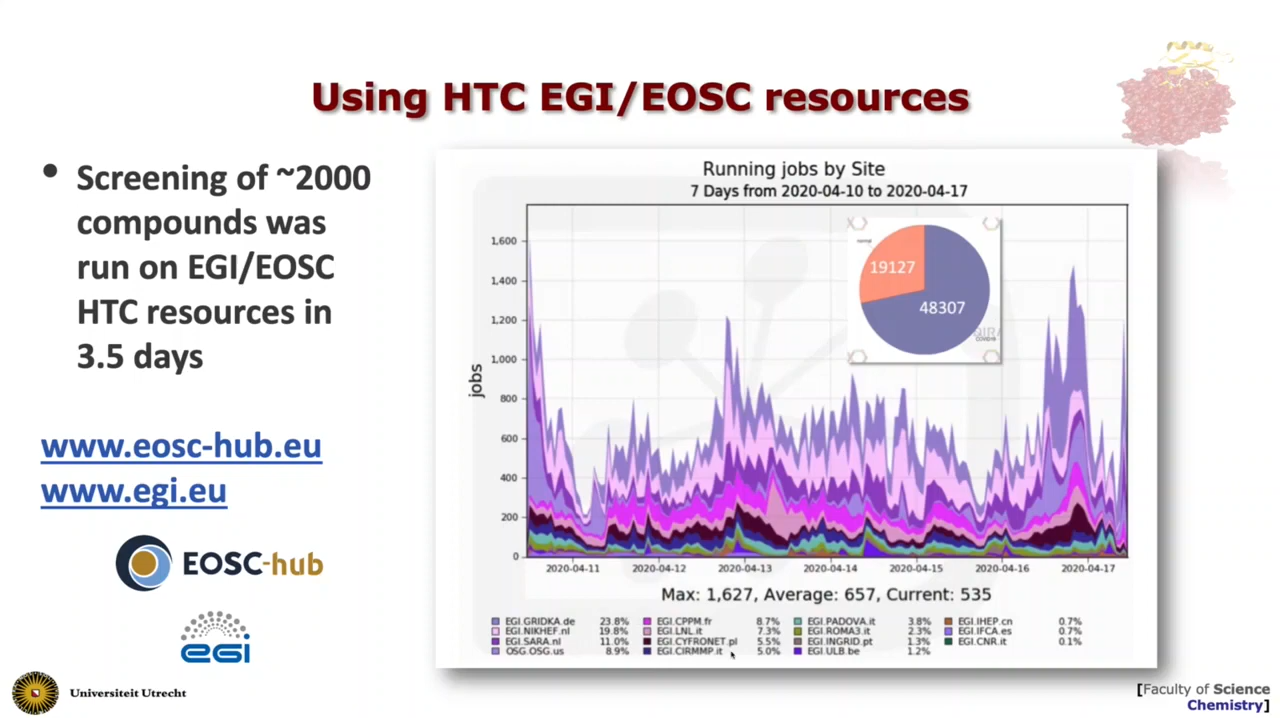 Using HTC EGI/EOSC resources
• Screening of ~2000
compounds was
run on EGI/EOSC
HTC resources in
3.5 days
www.eosc-hub.eu
www.egi.eu
EOSC-hub
egi
Universiteit Utrecht
Running jobs by Site
7 Days from 2020-04-10 to 2020-04-17
jobs
1,600
1,400
1,200
1,000
800
600
400
200
0
normal
19127
48307
2020-04-11 2020-04-12 2020-04-13 2020-04-14 2020-04-15 2020-04-16 2020-04-17
Max: 1,627, Average: 657, Current: 535
EGI.GRIDKA.de 23.8% EGI.CPPM.fr 8.7% EGI.PADOVA.it 3.8% EGI.IHEP.cn 0.7%
EGI.NIKHEF.nl 19.8% EGI.LNL.it 7.3% EGI.ROMA3.it 2.3% EGI.IFCA.es 0.7%
EGI.SARA.nl 11.0% EGI.CYFRONET.pl 5.5% EGI.INGRID.pt 1.3% EGI.CNR.it 0.1%
OSG.OSG.us 8.9% EGI.CIRMMP.it 5.0% EGI.ULB.be 1.2%
[Faculty of Science
Chemistry]